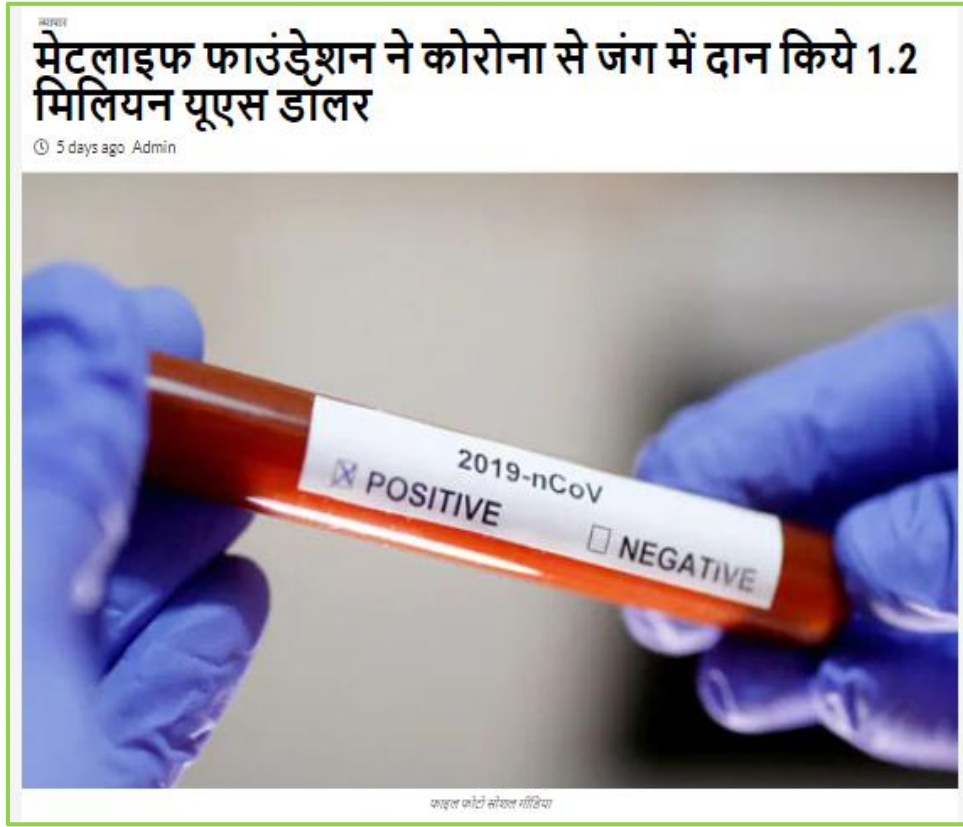 व्यापार
मेटलाइफ फाउंडेशन ने कोरोना से जंग में दान किये 1.2
मिलियन यूएस डॉलर
5 days ago Admin
2019-nCoV
POSITIVE
NEGATIVE
फाइल फोटो सोशल मीडिया